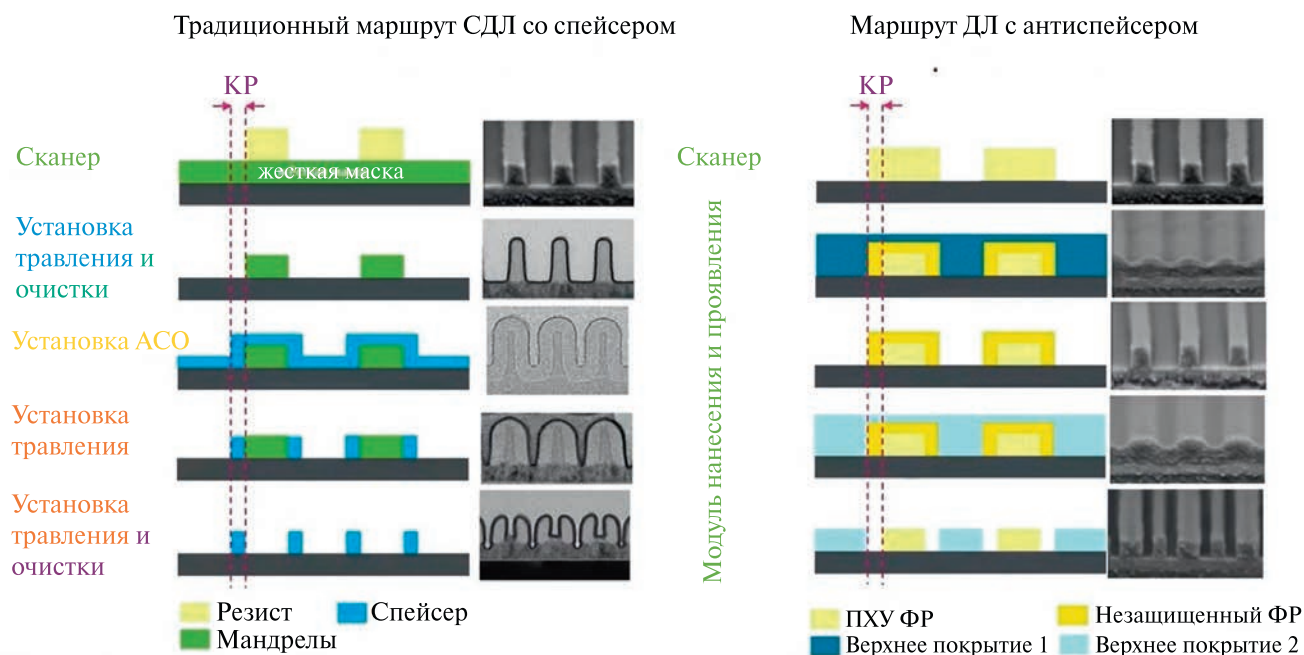 Традиционный маршрут СДЛ со спейсером
КР
Сканер
жесткая маска
Установка
травления и
очистки
Установка АСО
Установка
травления
Установка
травления и
очистки
Резист
Спейсер
Мандрелы
Маршрут ДЛ с антиспейсером
КР
Сканер
Модуль нанесения и проявления
ПХУ ФР
Незащищенный ФР
Верхнее покрытие 1
Верхнее покрытие 2